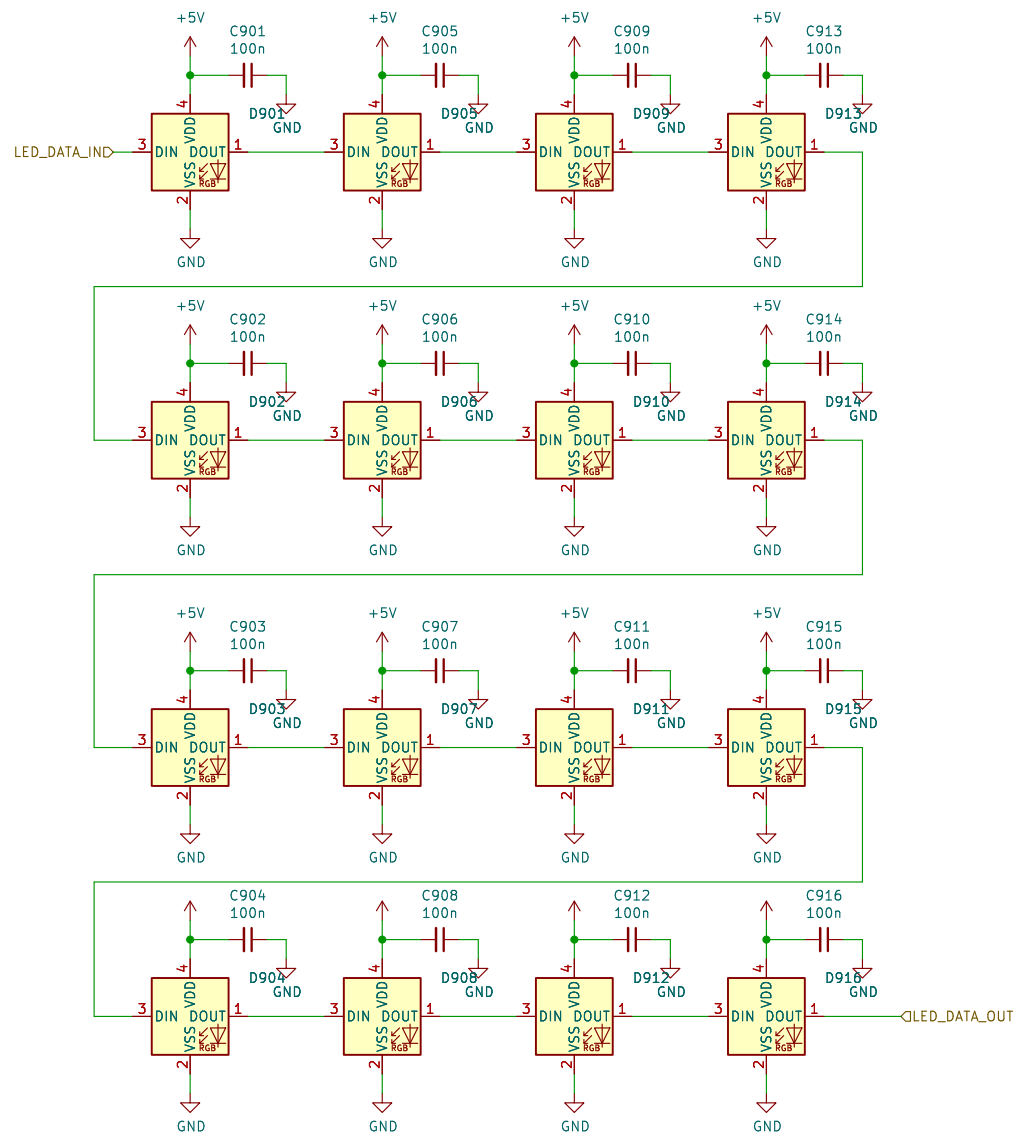 +5V +5V +5V +5V
C901 C905 C909 C913
100n 100n 100n 100n
4 D901 GND 4 D905 GND 4 D909 GND 4 D913 GND
LED_DATA_IN 3 DIN VDD DOUT 1 3 DIN VDD DOUT 1 3 DIN VDD DOUT 1 3 DIN VDD DOUT 1
VSS RGB VSS RGB VSS RGB VSS RGB
2 2 2 2
GND GND GND GND
+5V +5V +5V +5V
C902 C906 C910 C914
100n 100n 100n 100n
4 D902 GND 4 D906 GND 4 D910 GND 4 D914 GND
3 DIN VDD DOUT 1 3 DIN VDD DOUT 1 3 DIN VDD DOUT 1 3 DIN VDD DOUT 1
VSS RGB VSS RGB VSS RGB VSS RGB
2 2 2 2
GND GND GND GND
+5V +5V +5V +5V
C903 C907 C911 C915
100n 100n 100n 100n
4 D903 GND 4 D907 GND 4 D911 GND 4 D915 GND
3 DIN VDD DOUT 1 3 DIN VDD DOUT 1 3 DIN VDD DOUT 1 3 DIN VDD DOUT 1
VSS RGB VSS RGB VSS RGB VSS RGB
2 2 2 2
GND GND GND GND
C904 C908 C912 C916
100n 100n 100n 100n
4 D904 GND 4 D908 GND 4 D912 GND 4 D916 GND
3 DIN VDD DOUT 1 3 DIN VDD DOUT 1 3 DIN VDD DOUT 1 3 DIN VDD DOUT 1 LED_DATA_OUT
VSS RGB VSS RGB VSS RGB VSS RGB
2 2 2 2
GND GND GND GND